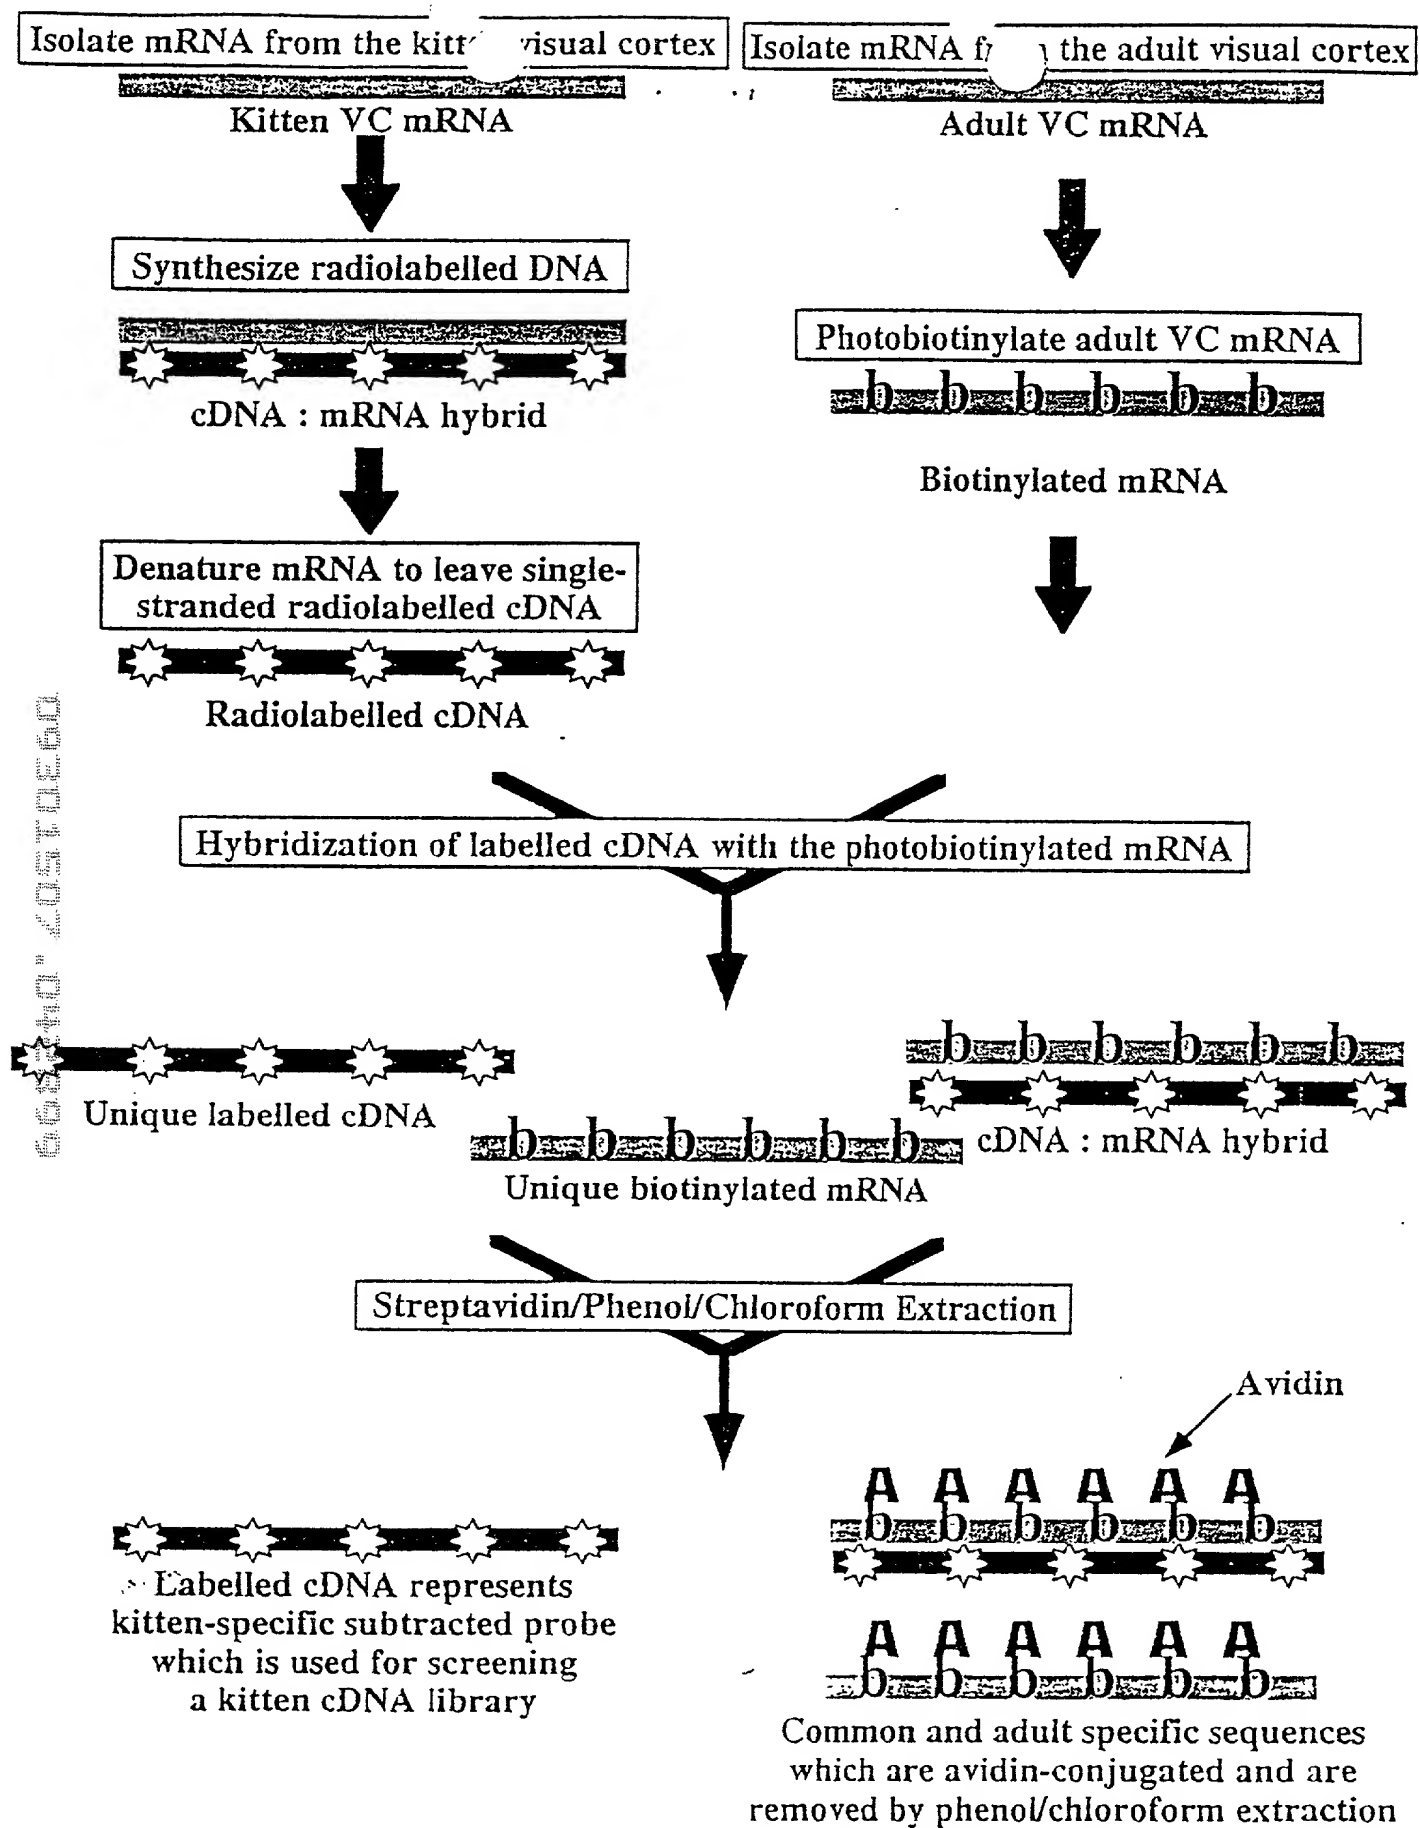 Isolate mRNA from the visual cortex
Kitten VC mRNA
Synthesize radiolabelled DNA
cDNA : mRNA hybrid
Denature mRNA to leave single-
stranded radiolabelled cDNA
Radiolabelled cDNA
Isolate mRNA the adult visual cortex
Adult VC mRNA
Photobiotinylate adult VC mRNA
b b b b b b
Biotinylated mRNA
Hybridization of labelled cDNA with the photobiotinylated mRNA
Unique labelled cDNA
b b b b b b
Unique biotinylated mRNA
b b b b b b
cDNA : mRNA hybrid
Streptavidin/Phenol/Chloroform Extraction
Labelled cDNA represents
kitten-specific subtracted probe
which is used for screening
a kitten cDNA library
Avidin
A A A A A A
b b b b b b
A A A A A A
b b b b b b
Common and adult specific sequences
which are avidin-conjugated and are
removed by phenol/chloroform extraction